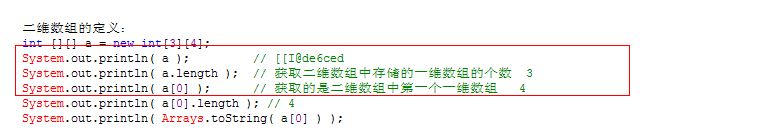 二维数组的定义：
int [][] a = new int[3][4];
System.out.println( a ); // [[I@de6ced
System.out.println( a.length ); // 获取二维数组中存储的一维数组的个数 3
System.out.println( a[0] ); // 获取的是二维数组中第一个一维数组 4
System.out.println( a[0].length ); // 4
System.out.println( Arrays.toString( a[0] ) );